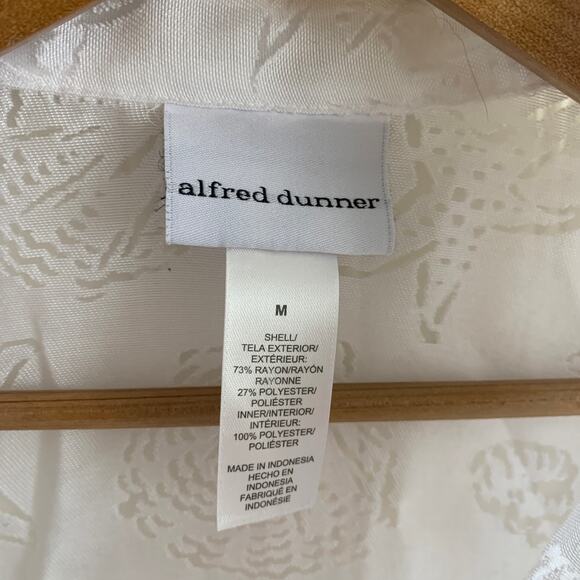 alfred dunner
M
SHELL/
TELA EXTERIOR/
EXTÉRIEUR:
73% RAYON/RAYÓN
RAYONNE
27% POLYESTER/
POLIÉSTER
INNER/INTERIOR/
INTÉRIEUR:
100% POLYESTER/
POLIÉSTER
MADE IN INDONESIA
HECHO EN
INDONESIA
FABRIQUÉ EN
INDONÉSIE